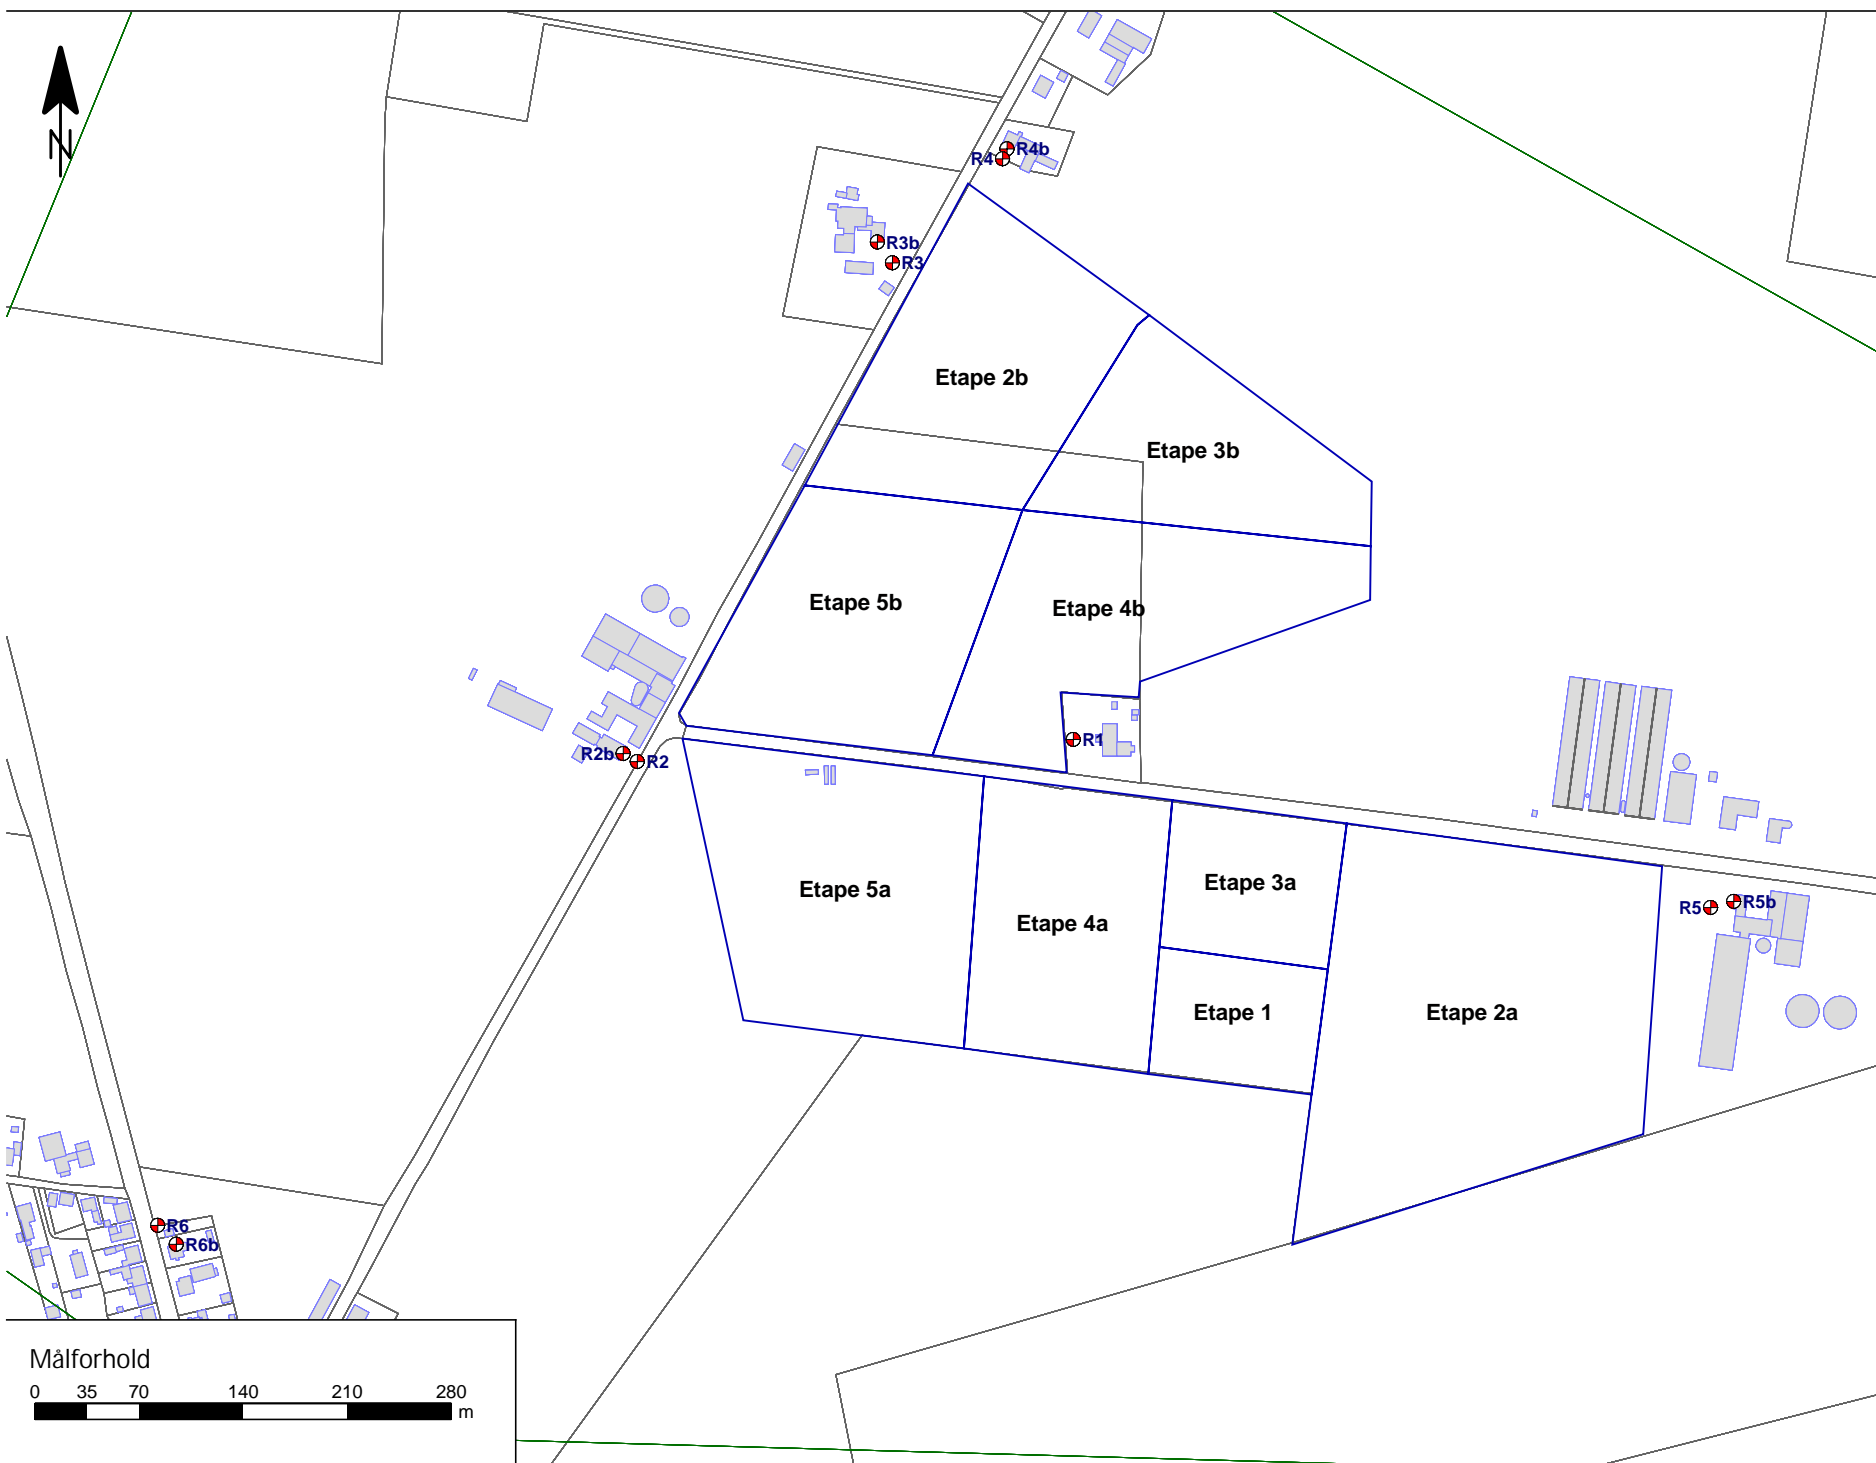 N
R4b
R4
R3b
R3
Etape 2b
Etape 3b
Etape 5b
Etape 4b
R1
R2b
R2
Etape 3a
Etape 5a
R5b
R5
Etape 4a
Etape 1
Etape 2a
R6
R6b
Målforhold
0 35 70 140 210 280
m